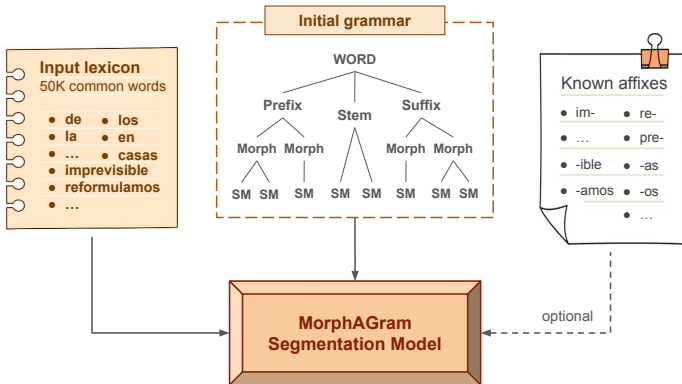 Input lexicon
50K common words
● de ● los
● la ● en
● ... ● casas
● imprevisible
● reformulamos
● ...
Initial grammar
WORD
Prefix Stem Suffix
Morph Morph Morph Morph
SM SM SM SM SM SM SM SM
Known affixes
● im- ● re-
● ... ● pre-
● -ible ● -as
● -amos ● -os
● ...
optional
MorphAGram
Segmentation Model